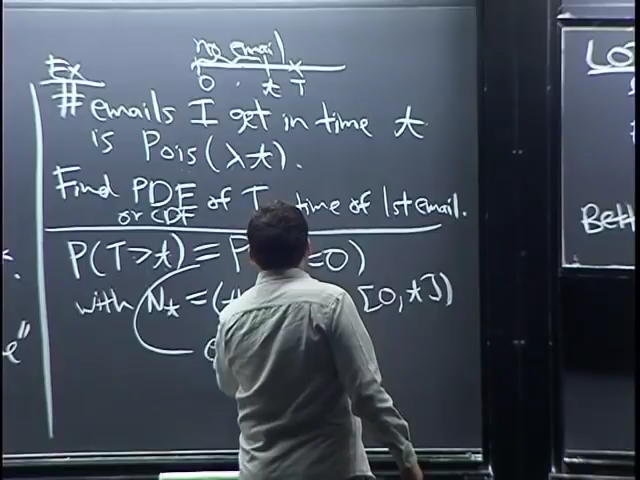 no email
Ex
0 t T
# emails I get in time t
is Pois(λt).
Find PDF of T, time of 1st email.
or CDF
P(T>t) = P =0)
with N_t = (# [0,t])
e"
Lo
Bett